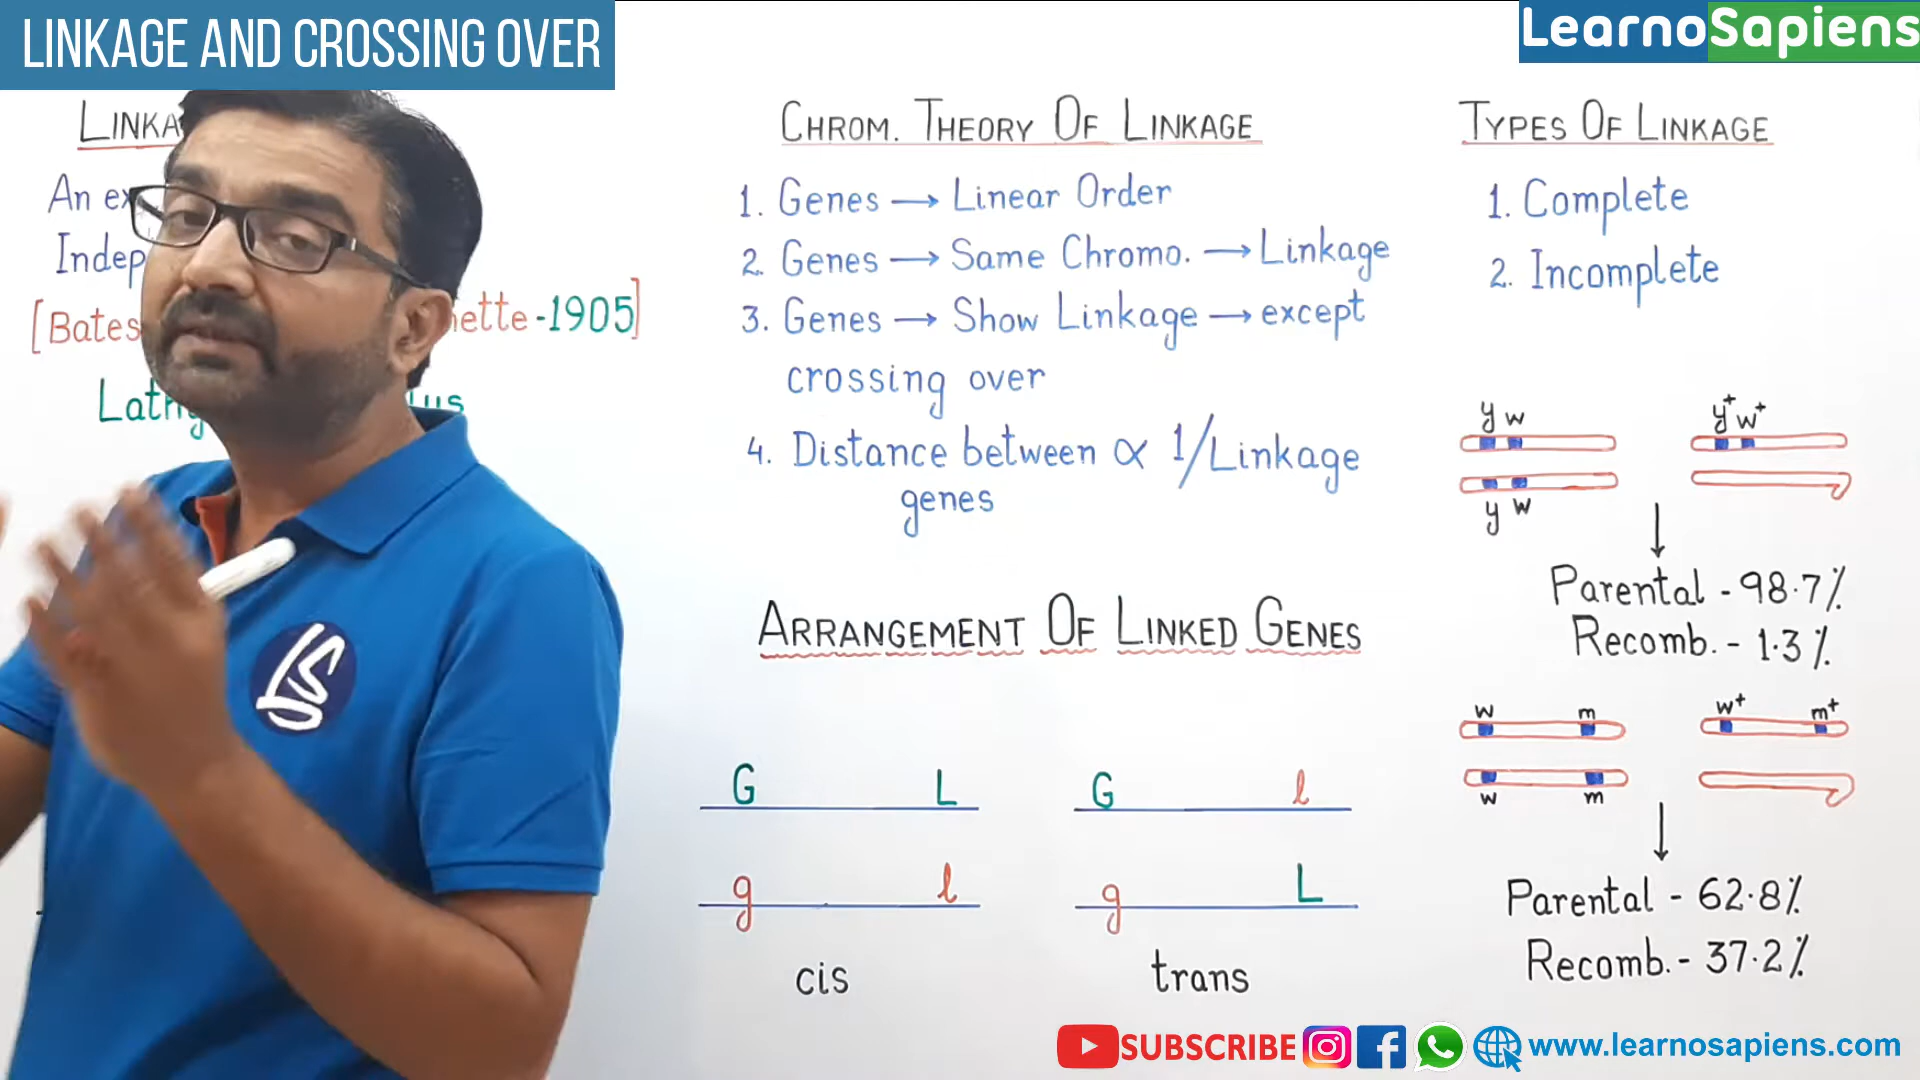 LINKAGE AND CROSSING OVER
LearnoSapiens
LINKA
An ex
Indep
[Bates ette-1905]
Lathy us
CHROM. THEORY OF LINKAGE
1. Genes → Linear Order
2. Genes → Same Chromo. → Linkage
3. Genes → Show Linkage → except
crossing over
4. Distance between ∝ 1/Linkage
genes
ARRANGEMENT OF LINKED GENES
G L
g l
cis
G l
g L
trans
TYPES OF LINKAGE
1. Complete
2. Incomplete
y w
y⁺ w⁺
y w
Parental - 98.7%
Recomb. - 1.3%
w m
w⁺ m⁺
w m
Parental - 62.8%
Recomb. - 37.2%
LS
SUBSCRIBE
www.learnosapiens.com